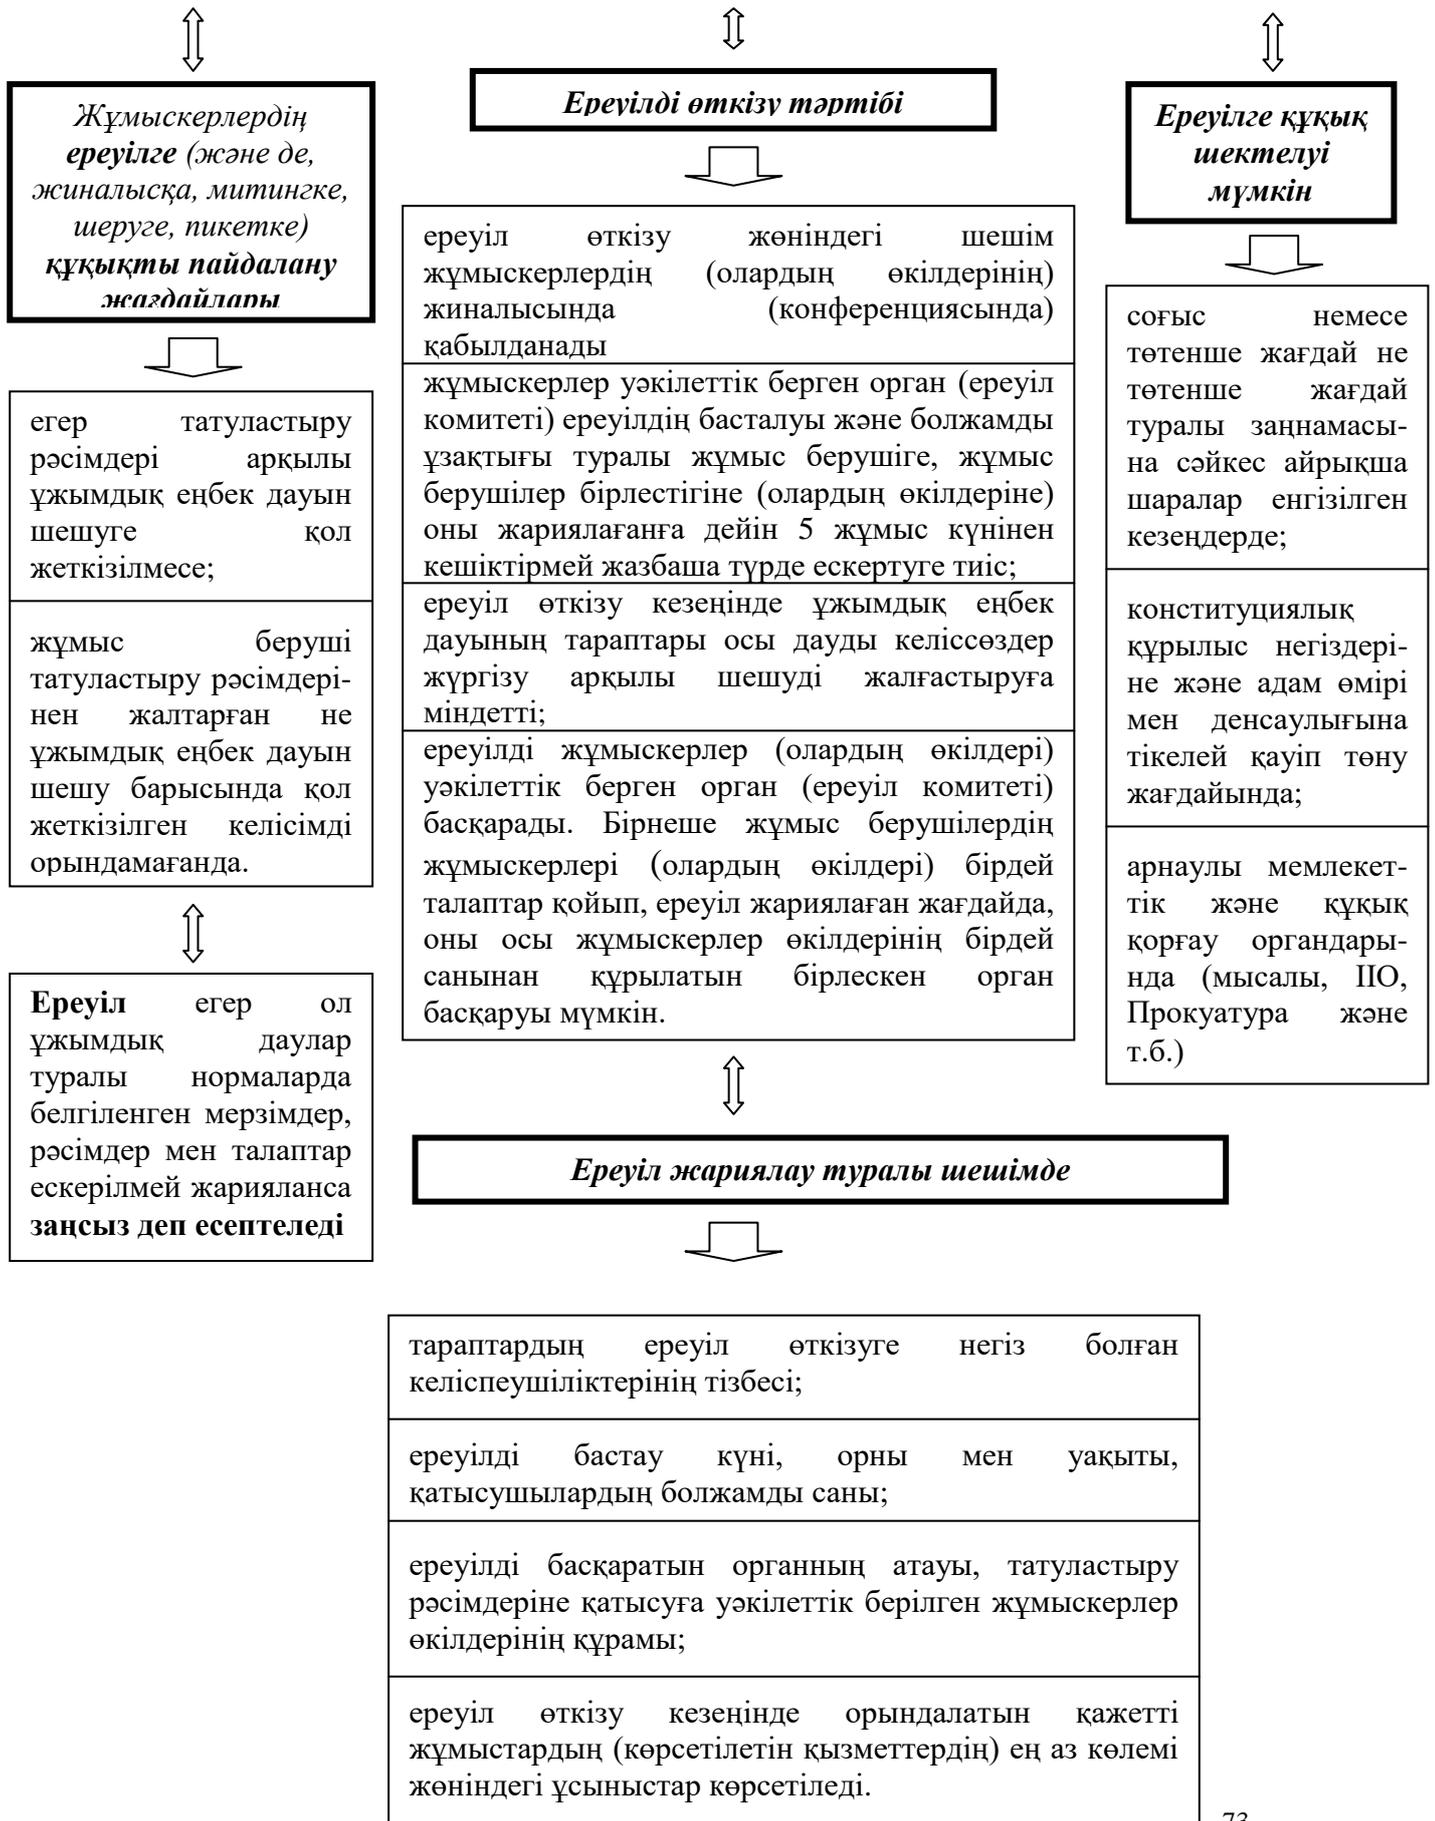 Жұмыскерлердің
ереуілге (және де,
жиналысқа, митингке,
шеруге, пикетке)
құқықты пайдалану
жағдайлары
егер татуластыру
рәсімдері арқылы
ұжымдық еңбек дауын
шешуге қол
жеткізілмесе;
жұмыс беруші
татуластыру рәсімдері-
нен жалтарған не
ұжымдық еңбек дауын
шешу барысында қол
жеткізілген келісімді
орындамағанда.
Ереуіл егер ол
ұжымдық даулар
туралы нормаларда
белгіленген мерзімдер,
рәсімдер мен талаптар
ескерілмей жарияланса
заңсыз деп есептеледі
Ереуілді өткізу тәртібі
ереуіл өткізу жөніндегі шешім
жұмыскерлердің (олардың өкілдерінің)
жиналысында (конференциясында)
қабылданады
жұмыскерлер уәкілеттік берген орган (ереуіл
комитеті) ереуілдің басталуы және болжамды
ұзақтығы туралы жұмыс берушіге, жұмыс
берушілер бірлестігіне (олардың өкілдеріне)
оны жариялағанға дейін 5 жұмыс күнінен
кешіктірмей жазбаша түрде ескертуге тиіс;
ереуіл өткізу кезеңінде ұжымдық еңбек
дауының тараптары осы дауды келіссөздер
жүргізу арқылы шешуді жалғастыруға
міндетті;
ереуілді жұмыскерлер (олардың өкілдері)
уәкілеттік берген орган (ереуіл комитеті)
басқарады. Бірнеше жұмыс берушілердің
жұмыскерлері (олардың өкілдері) бірдей
талаптар қойып, ереуіл жариялаған жағдайда,
оны осы жұмыскерлер өкілдерінің бірдей
санынан құрылатын бірлескен орган
басқаруы мүмкін.
Ереуілге құқық
шектелуі
мүмкін
соғыс немесе
төтенше жағдай не
төтенше жағдай
туралы заңнамасы-
на сәйкес айрықша
шаралар енгізілген
кезеңдерде;
конституциялық
құрылыс негіздері-
не және адам өмірі
мен денсаулығына
тікелей қауіп төну
жағдайында;
арнаулы мемлекет-
тік және құқық
қорғау органдары-
нда (мысалы, ІІО,
Прокуатура және
т.б.)
Ереуіл жариялау туралы шешімде
тараптардың ереуіл өткізуге негіз болған
келіспеушіліктерінің тізбесі;
ереуілді бастау күні, орны мен уақыты,
қатысушылардың болжамды саны;
ереуілді басқаратын органның атауы, татуластыру
рәсімдеріне қатысуға уәкілеттік берілген жұмыскерлер
өкілдерінің құрамы;
ереуіл өткізу кезеңінде орындалатын қажетті
жұмыстардың (көрсетілетін қызметтердің) ең аз көлемі
жөніндегі ұсыныстар көрсетіледі.
73